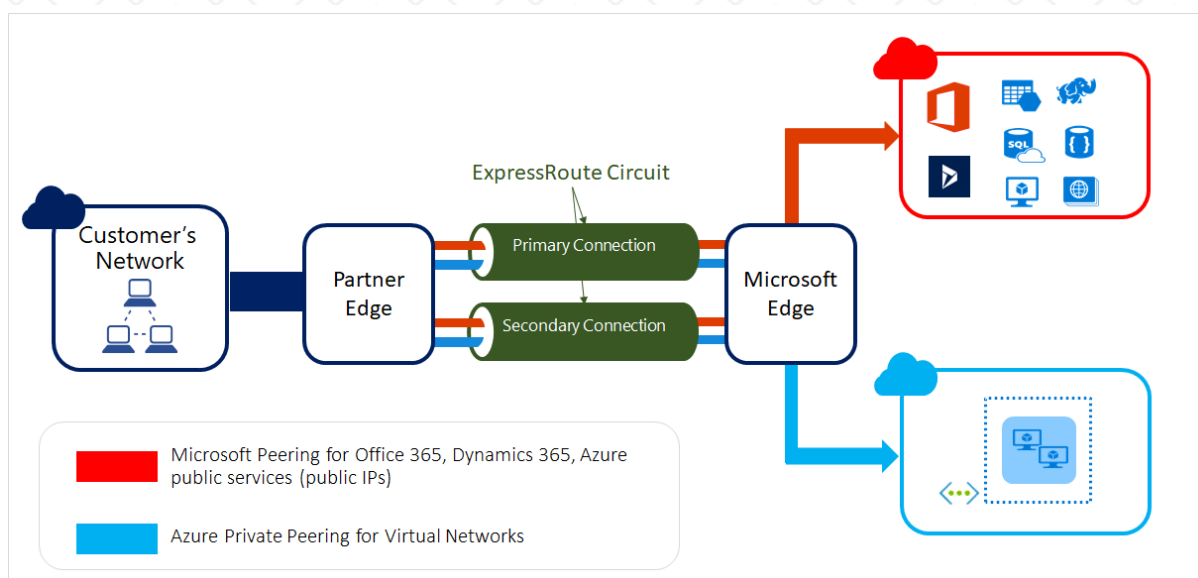 ExpressRoute Circuit
Customer's
Network
Partner
Edge
Primary Connection
Secondary Connection
Microsoft
Edge
SQL
{ }
Microsoft Peering for Office 365, Dynamics 365, Azure
public services (public IPs)
Azure Private Peering for Virtual Networks